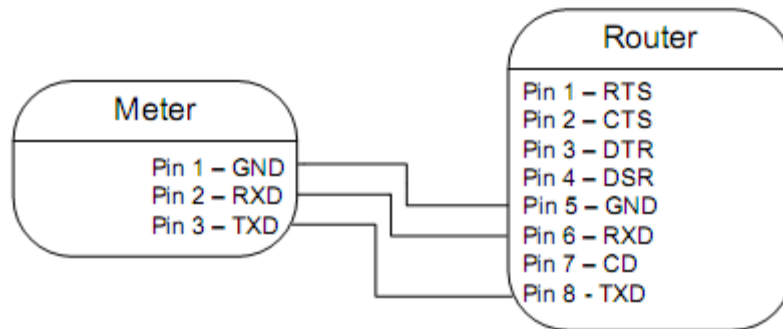 Meter
Pin 1 – GND
Pin 2 – RXD
Pin 3 – TXD
Router
Pin 1 – RTS
Pin 2 – CTS
Pin 3 – DTR
Pin 4 – DSR
Pin 5 – GND
Pin 6 – RXD
Pin 7 – CD
Pin 8 - TXD